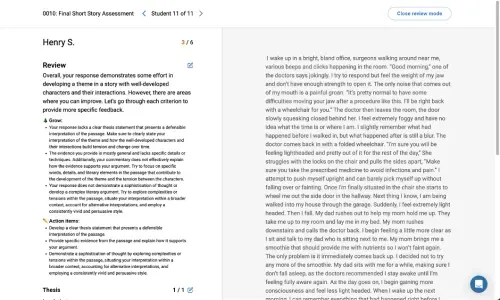 0010: Final Short Story Assessment
Student 11 of 11
Close review mode
Henry S.
3 / 6
Review
Overall, your response demonstrates some effort in
developing a theme in a story with well-developed
characters and their interactions. However, there are areas
where you can improve. Let's go through each criterion to
provide more specific feedback.
Grow:
Your response lacks a clear thesis statement that presents a defensible
interpretation of the passage. Make sure to clearly state your
interpretation of the theme and how the well-developed characters and
their interactions build tension and change over time.
The evidence you provide is mostly general and lacks specific details or
techniques. Additionally, your commentary does not effectively explain
how the evidence supports your argument. Try to focus on specific
words, details, and literary elements in the passage that contribute to
the development of the theme and the tension between the characters.
Your response does not demonstrate a sophistication of thought or
develop a complex literary argument. Try to explore complexities or
tensions within the passage, situate your interpretation within a broader
context, account for alternative interpretations, and employ a
consistently vivid and persuasive style.
Action Items:
Develop a clear thesis statement that presents a defensible
interpretation of the passage.
Provide specific evidence from the passage and explain how it supports
your argument.
Demonstrate a sophistication of thought by exploring complexities or
tensions within the passage, situating your interpretation within a
broader context, accounting for alternative interpretations, and
employing a consistently vivid and persuasive style.
Thesis
1 / 1
I wake up in a bright, bland office, surgeons walking around near me,
various beeps and clicks happening in the room. "Good morning," one of
the doctors says jokingly. I try to respond but feel the weight of my jaw
and don't have enough strength to open it. The only noise that comes out
of my mouth is a painful groan. "It's pretty normal to have some
difficulties moving your jaw after a procedure like this. I'll be right back
with a wheelchair for you." The doctor then leaves the room, the door
slowly squeaking closed behind her. I feel extremely foggy and have no
idea what the time is or where I am. I slightly remember what had
happened before I walked in, but what happened after is still a blur. The
doctor comes back in with a folded wheelchair. "I'm sure you will be
feeling lightheaded and pretty out of it for the rest of the day." She
struggles with the locks on the chair and pulls the sides apart, "Make
sure you take the prescribed medicine to avoid infections and pain." I
attempt to push myself upright and can barely pick myself up without
falling over or fainting. Once I'm finally situated in the chair she starts to
wheel me out the side door in the hallway. Next thing I know, I am being
walked into my house through the garage. Suddenly, I feel extremely light
headed. Then I fall. My dad rushes out to help my mom hold me up. They
take me up to my room and lay me in my bed. My mom rushes
downstairs and calls the doctor back. I begin feeling a little more clear as
I sit and talk to my dad who is sitting next to me. My mom brings me a
smoothie that should provide me with nutrients so I won't faint again.
The only problem is it immediately comes back up. I decided not to try
any more of the smoothie. My dad sits with me for a while, making sure I
don't fall asleep, as the doctors recommended I stay awake until I'm
feeling fully aware again. As the day goes on, I begin gaining more
consciousness and feel less light headed. When I wake up the next